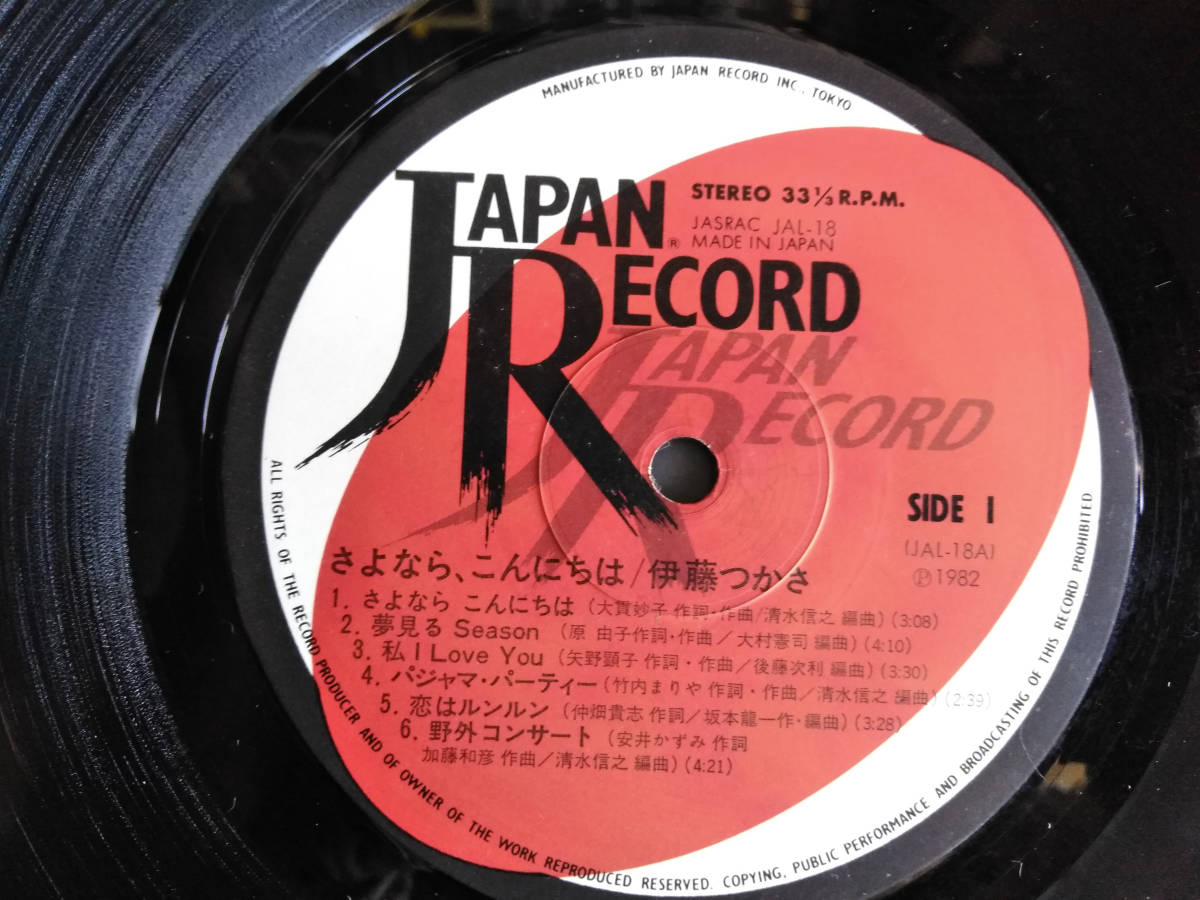 MANUFACTURED BY JAPAN RECORD INC., TOKYO
JAPAN
RECORD
®
STEREO 33⅓ R.P.M.
JASRAC JAL-18
MADE IN JAPAN
JAPAN
RECORD
SIDE 1
(JAL-18A)
Ⓟ1982
さよなら、こんにちは/伊藤つかさ
1. さよなら こんにちは (大貫妙子 作詞・作曲/清水信之 編曲) (3:08)
2. 夢見る Season (原 由子作詞・作曲/大村憲司 編曲) (4:10)
3. 私 I Love You (矢野顕子 作詞・作曲/後藤次利 編曲) (3:30)
4. パジャマ・パーティー (竹内まりや 作詞・作曲/清水信之 編曲) (2:39)
5. 恋はルンルン (仲畑貴志 作詞/坂本龍一作・編曲) (3:28)
6. 野外コンサート (安井かずみ 作詞
加藤和彦 作曲/清水信之 編曲) (4:21)
ALL RIGHTS OF THE RECORD PRODUCER AND OF OWNER OF THE WORK REPRODUCED RESERVED. COPYING, PUBLIC PERFORMANCE AND BROADCASTING OF THIS RECORD PROHIBITED